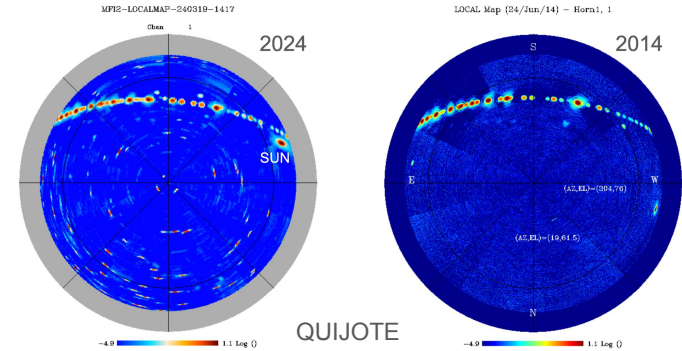 MFI2-LOCALMAP-240319-1417
Chan 1
2024
SUN
-4.9 1.1 Log ()
QUIJOTE
LOCAL Map (24/Jun/14) - Horn1, 1
2014
S
E
W
(AZ,EL)=(304,76)
(AZ,EL)=(19,61.5)
N
-4.9 1.1 Log ()